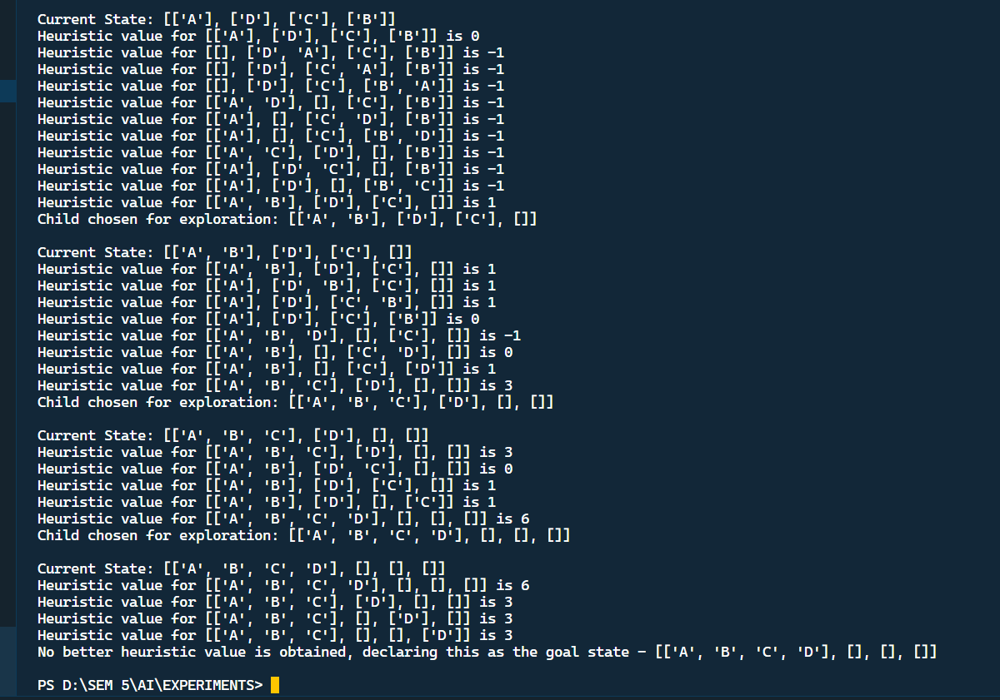 Current State: [['A'], ['D'], ['C'], ['B']]
Heuristic value for [['A'], ['D'], ['C'], ['B']] is 0
Heuristic value for [[], ['D', 'A'], ['C'], ['B']] is -1
Heuristic value for [[], ['D'], ['C', 'A'], ['B']] is -1
Heuristic value for [[], ['D'], ['C'], ['B', 'A']] is -1
Heuristic value for [['A', 'D'], [], ['C'], ['B']] is -1
Heuristic value for [['A'], [], ['C', 'D'], ['B']] is -1
Heuristic value for [['A'], [], ['C'], ['B', 'D']] is -1
Heuristic value for [['A', 'C'], ['D'], [], ['B']] is -1
Heuristic value for [['A'], ['D', 'C'], [], ['B']] is -1
Heuristic value for [['A'], ['D'], [], ['B', 'C']] is -1
Heuristic value for [['A', 'B'], ['D'], ['C'], []] is 1
Child chosen for exploration: [['A', 'B'], ['D'], ['C'], []]

Current State: [['A', 'B'], ['D'], ['C'], []]
Heuristic value for [['A', 'B'], ['D'], ['C'], []] is 1
Heuristic value for [['A'], ['D', 'B'], ['C'], []] is 1
Heuristic value for [['A'], ['D'], ['C', 'B'], []] is 1
Heuristic value for [['A'], ['D'], ['C'], ['B']] is 0
Heuristic value for [['A', 'B', 'D'], [], ['C'], []] is -1
Heuristic value for [['A', 'B'], [], ['C', 'D'], []] is 0
Heuristic value for [['A', 'B'], [], ['C'], ['D']] is 1
Heuristic value for [['A', 'B', 'C'], ['D'], [], []] is 3
Child chosen for exploration: [['A', 'B', 'C'], ['D'], [], []]

Current State: [['A', 'B', 'C'], ['D'], [], []]
Heuristic value for [['A', 'B', 'C'], ['D'], [], []] is 3
Heuristic value for [['A', 'B'], ['D', 'C'], [], []] is 0
Heuristic value for [['A', 'B'], ['D'], ['C'], []] is 1
Heuristic value for [['A', 'B'], ['D'], [], ['C']] is 1
Heuristic value for [['A', 'B', 'C', 'D'], [], [], []] is 6
Child chosen for exploration: [['A', 'B', 'C', 'D'], [], [], []]

Current State: [['A', 'B', 'C', 'D'], [], [], []]
Heuristic value for [['A', 'B', 'C', 'D'], [], [], []] is 6
Heuristic value for [['A', 'B', 'C'], ['D'], [], []] is 3
Heuristic value for [['A', 'B', 'C'], [], ['D'], []] is 3
Heuristic value for [['A', 'B', 'C'], [], [], ['D']] is 3
No better heuristic value is obtained, declaring this as the goal state - [['A', 'B', 'C', 'D'], [], [], []]

PS D:\SEM 5\AI\EXPERIMENTS>